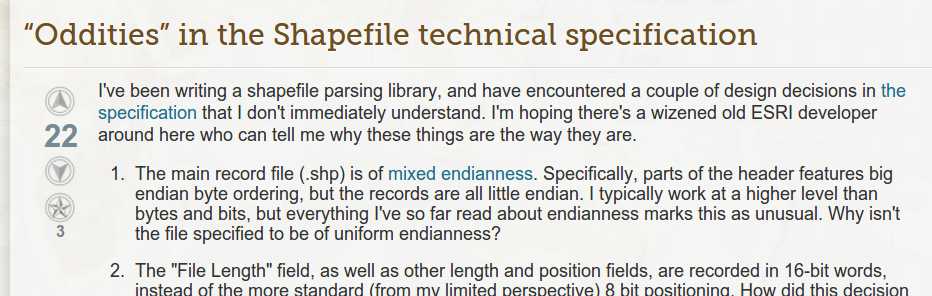 “Oddities” in the Shapefile technical specification
I've been writing a shapefile parsing library, and have encountered a couple of design decisions in the
specification that I don't immediately understand. I'm hoping there's a wizened old ESRI developer
around here who can tell me why these things are the way they are.
22
3
1. The main record file (.shp) is of mixed endianness. Specifically, parts of the header features big
endian byte ordering, but the records are all little endian. I typically work at a higher level than
bytes and bits, but everything I've so far read about endianness marks this as unusual. Why isn't
the file specified to be of uniform endianness?
2. The "File Length" field, as well as other length and position fields, are recorded in 16-bit words,
instead of the more standard (from my limited perspective) 8 bit positioning. How did this decision